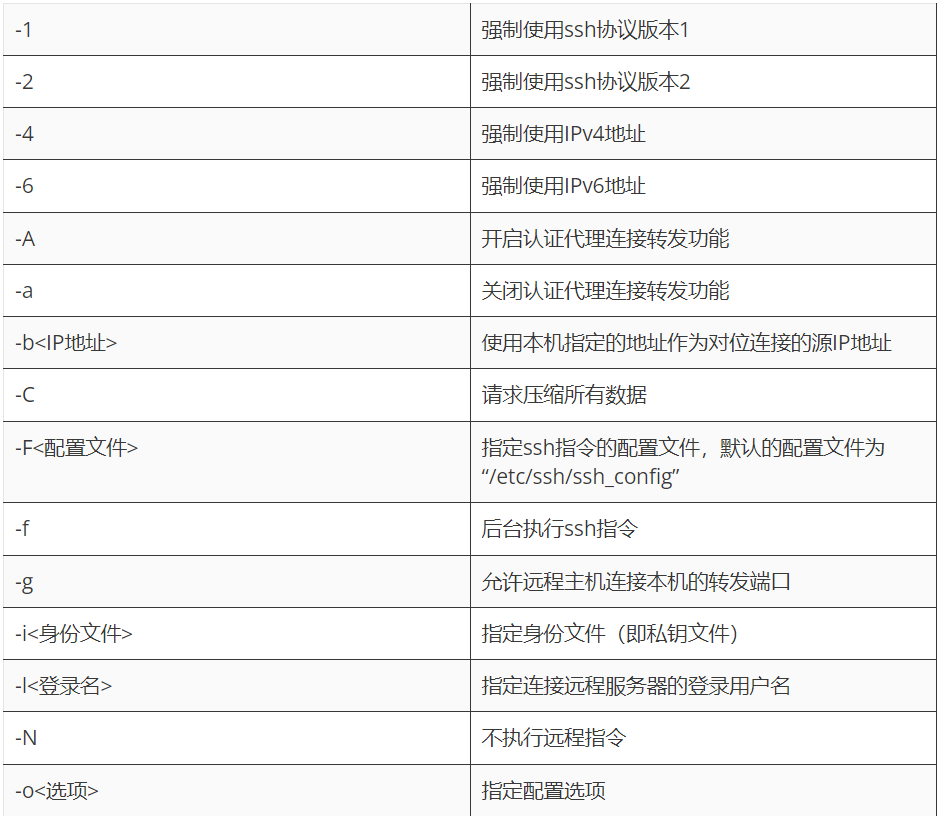 -1 强制使用ssh协议版本1
-2 强制使用ssh协议版本2
-4 强制使用IPv4地址
-6 强制使用IPv6地址
-A 开启认证代理连接转发功能
-a 关闭认证代理连接转发功能
-b<IP地址> 使用本机指定的地址作为对位连接的源IP地址
-C 请求压缩所有数据
-F<配置文件> 指定ssh指令的配置文件，默认的配置文件为
“/etc/ssh/ssh_config”
-f 后台执行ssh指令
-g 允许远程主机连接本机的转发端口
-i<身份文件> 指定身份文件（即私钥文件）
-l<登录名> 指定连接远程服务器的登录用户名
-N 不执行远程指令
-o<选项> 指定配置选项